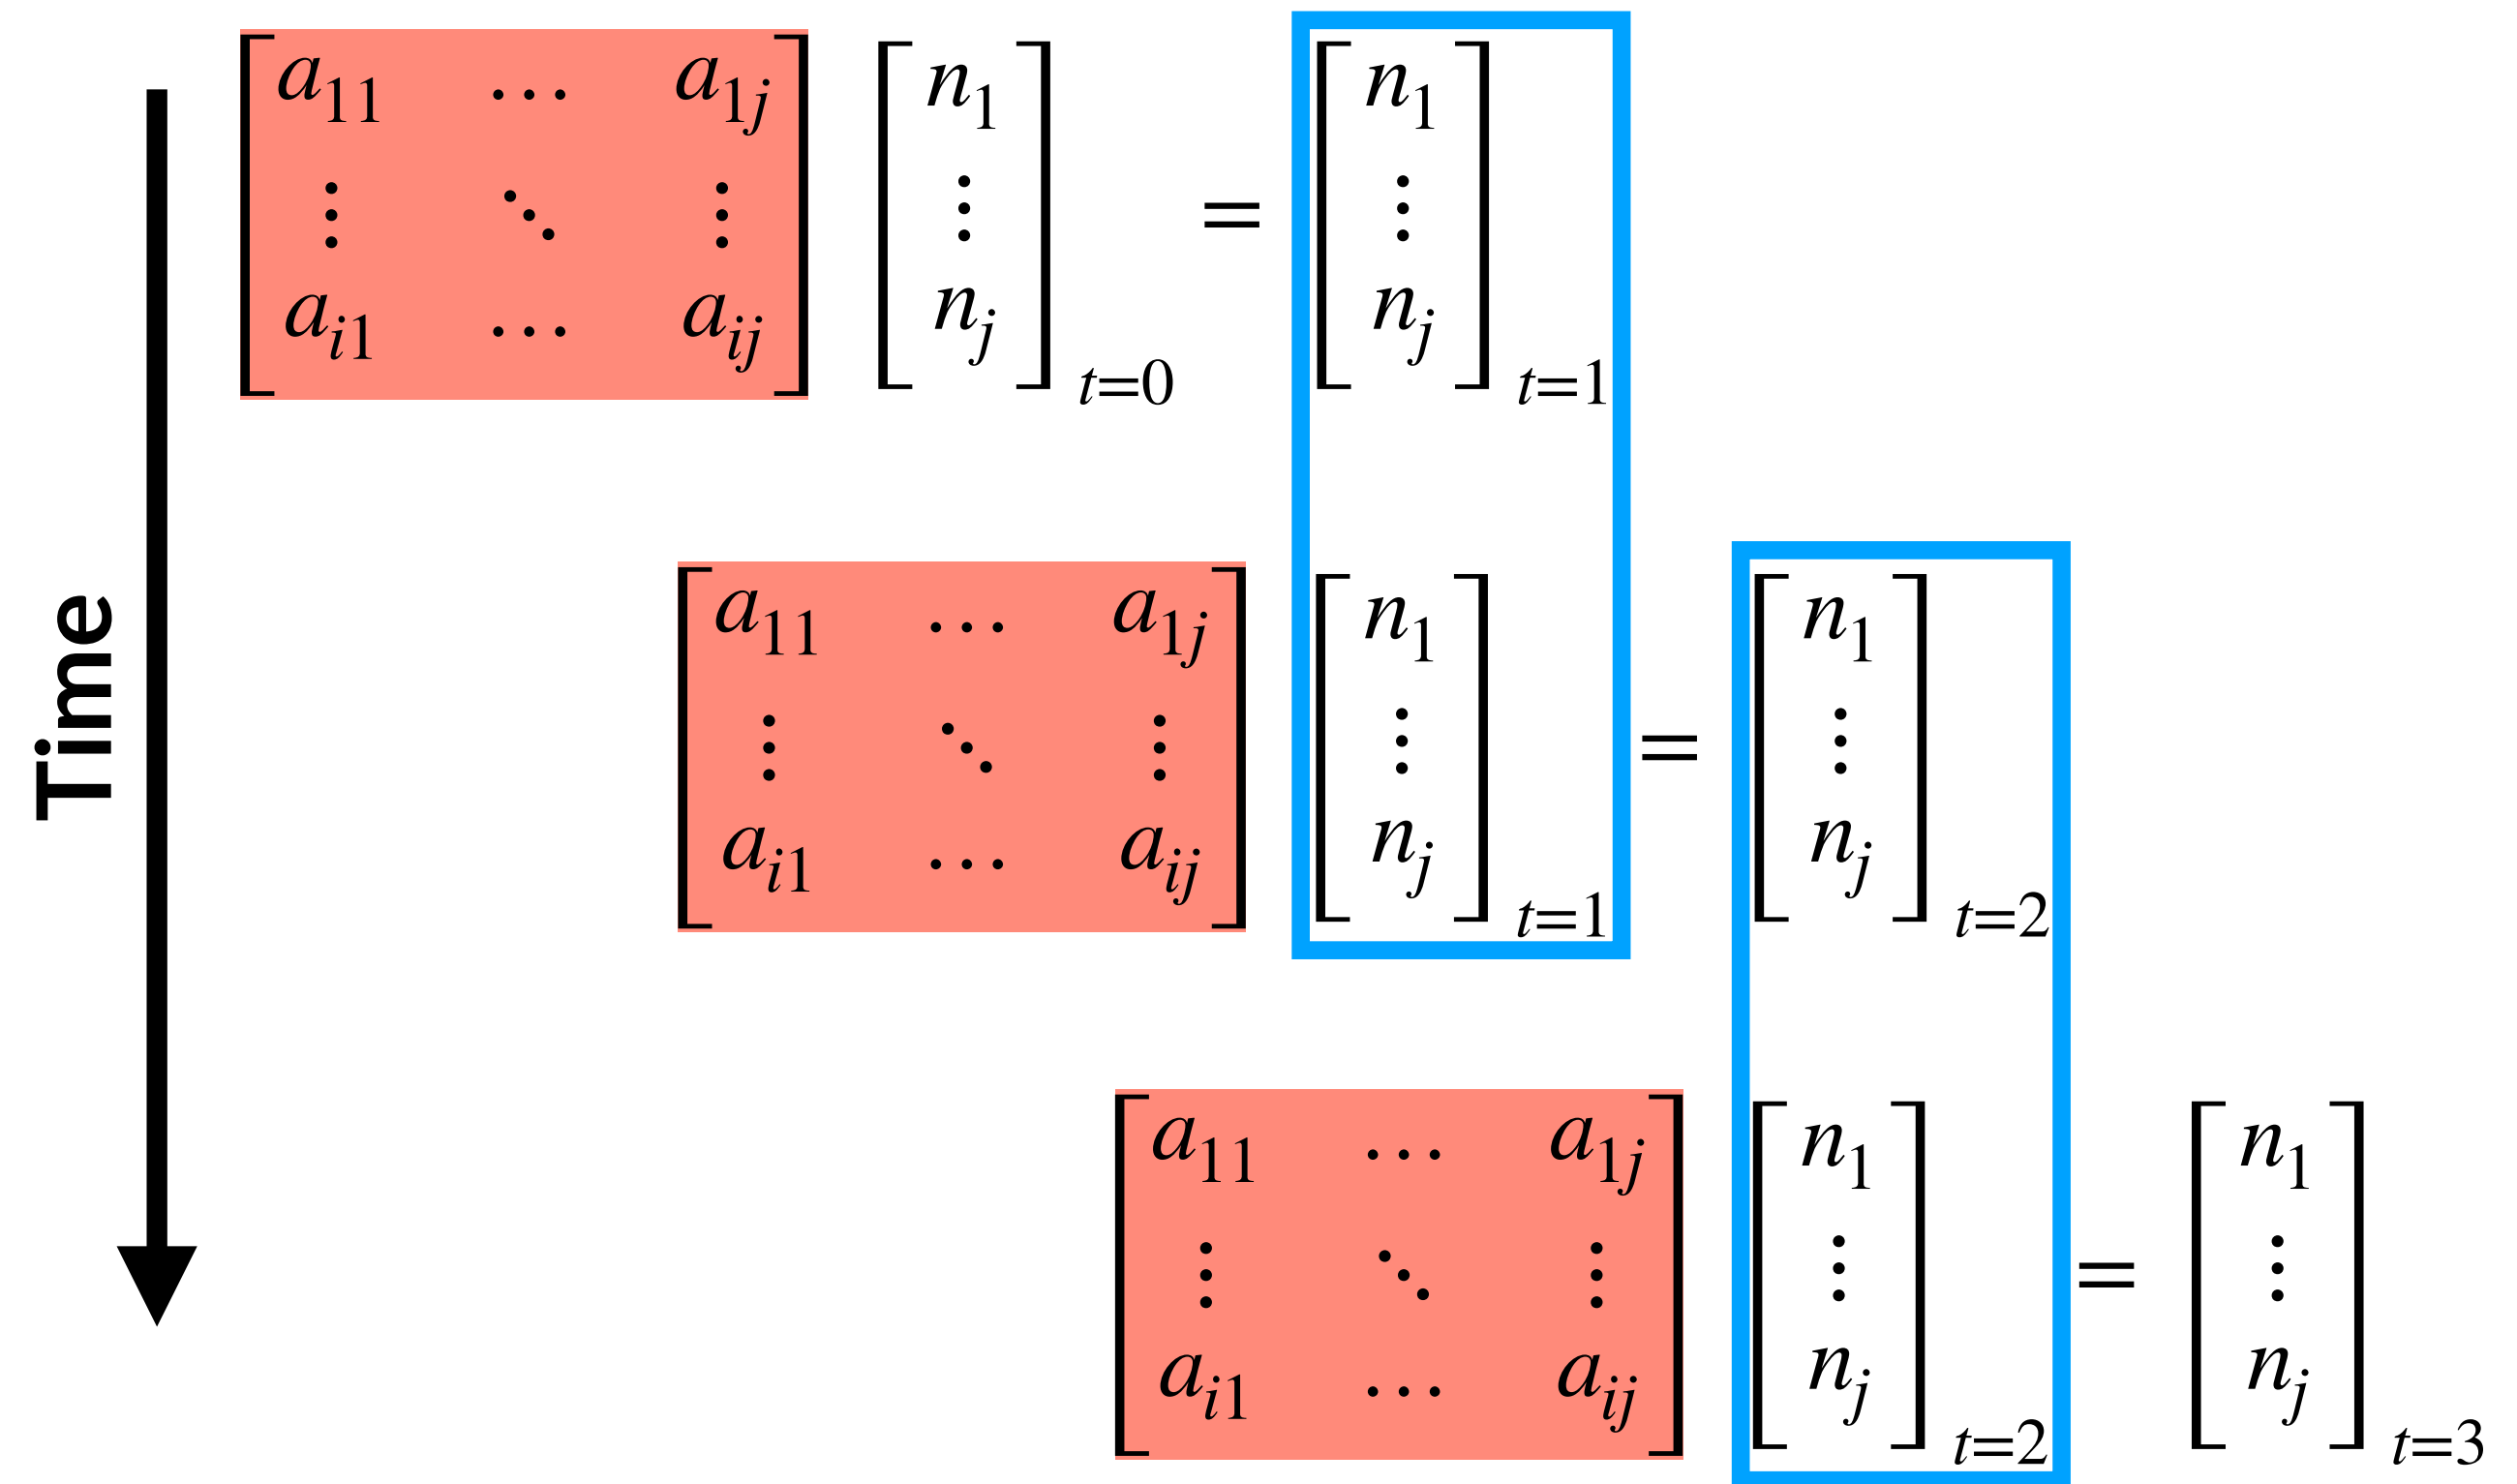 Time
a₁₁ ⋯ a₁ⱼ n₁ n₁
⋮ ⋱ ⋮ ⋮ = ⋮
aᵢ₁ ⋯ aᵢⱼ nⱼ t=0 nⱼ t=1
a₁₁ ⋯ a₁ⱼ n₁ n₁
⋮ ⋱ ⋮ ⋮ = ⋮
aᵢ₁ ⋯ aᵢⱼ nⱼ t=1 nⱼ t=2
a₁₁ ⋯ a₁ⱼ n₁ n₁
⋮ ⋱ ⋮ ⋮ = ⋮
aᵢ₁ ⋯ aᵢⱼ nⱼ t=2 nⱼ t=3